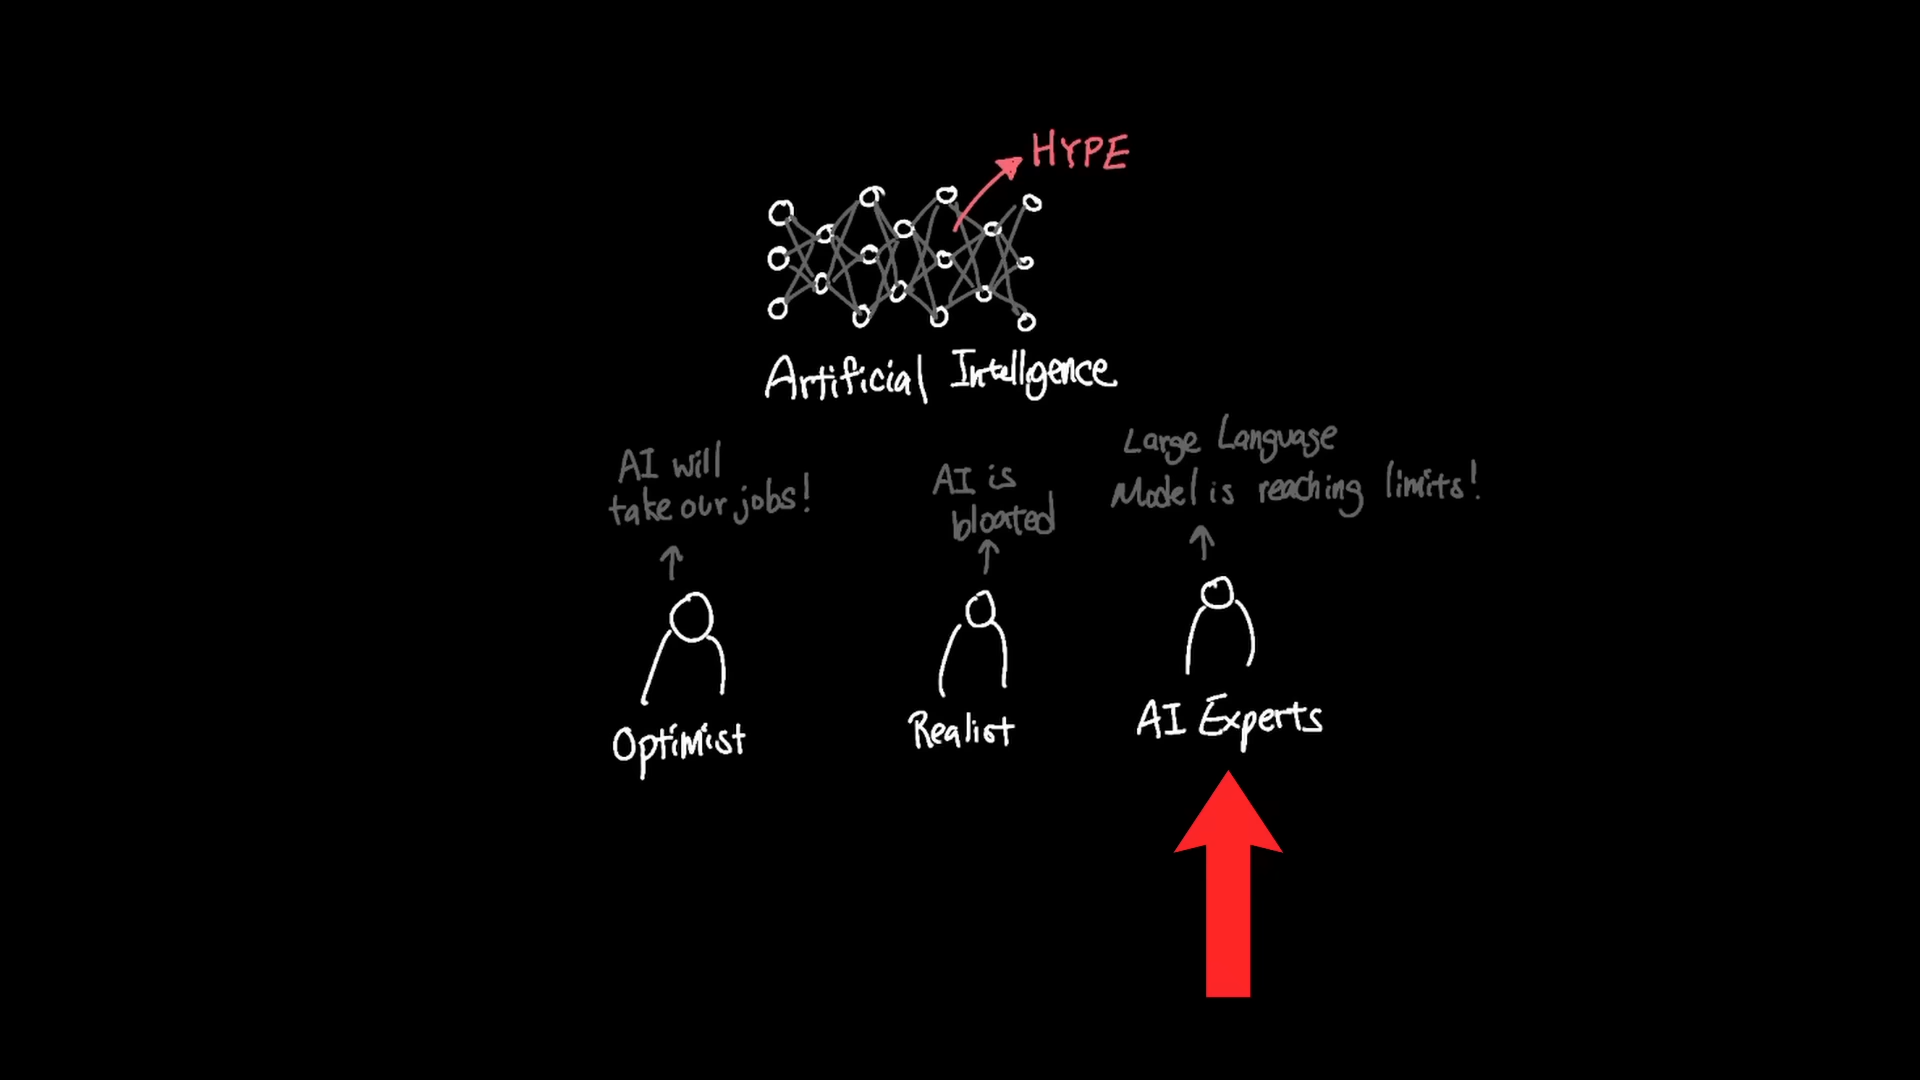 HYPE
Artificial Intellgence
AI will
take our jobs!
AI is
bloated
Large Language
Model is reaching limits!
Optimist
Realist
AI Experts